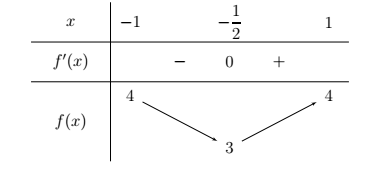 x −1 −1/2 1
f′(x) − 0 +
4 4
f(x)
3